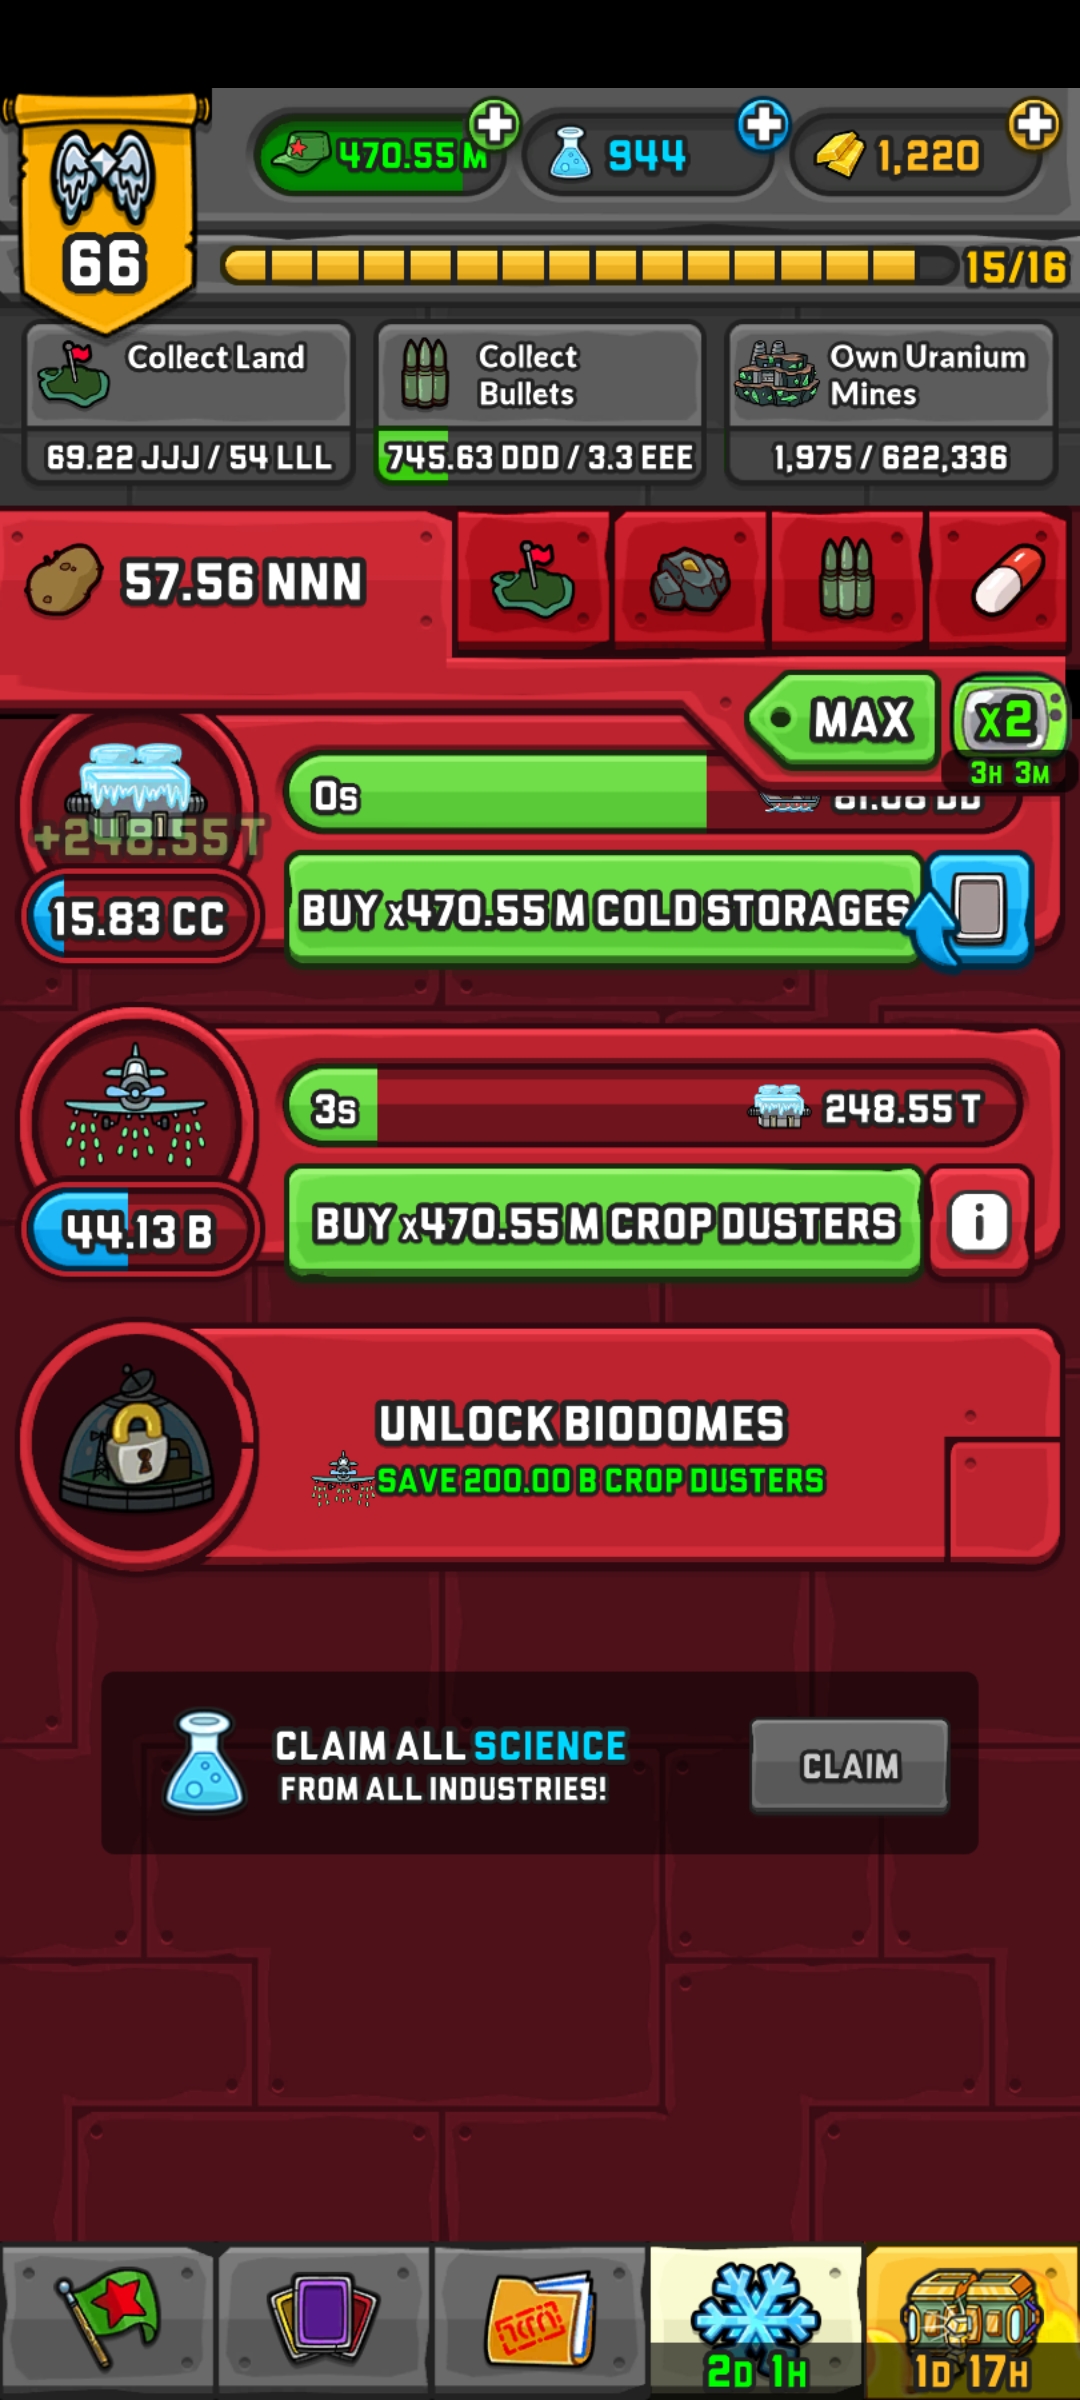 470.55 M
944
1,220
66
15/16
Collect Land
69.22 JJJ / 54 LLL
Collect
Bullets
745.63 DDD / 3.3 EEE
Own Uranium
Mines
1,975 / 622,336
57.56 NNN
MAX
x2
3H 3M
0s
+248.55 T
15.83 CC
BUY x470.55 M COLD STORAGES
3s
248.55 T
44.13 B
BUY x470.55 M CROP DUSTERS
i
UNLOCK BIODOMES
SAVE 200.00 B CROP DUSTERS
CLAIM ALL SCIENCE
FROM ALL INDUSTRIES!
CLAIM
2D 1H
1D 17H